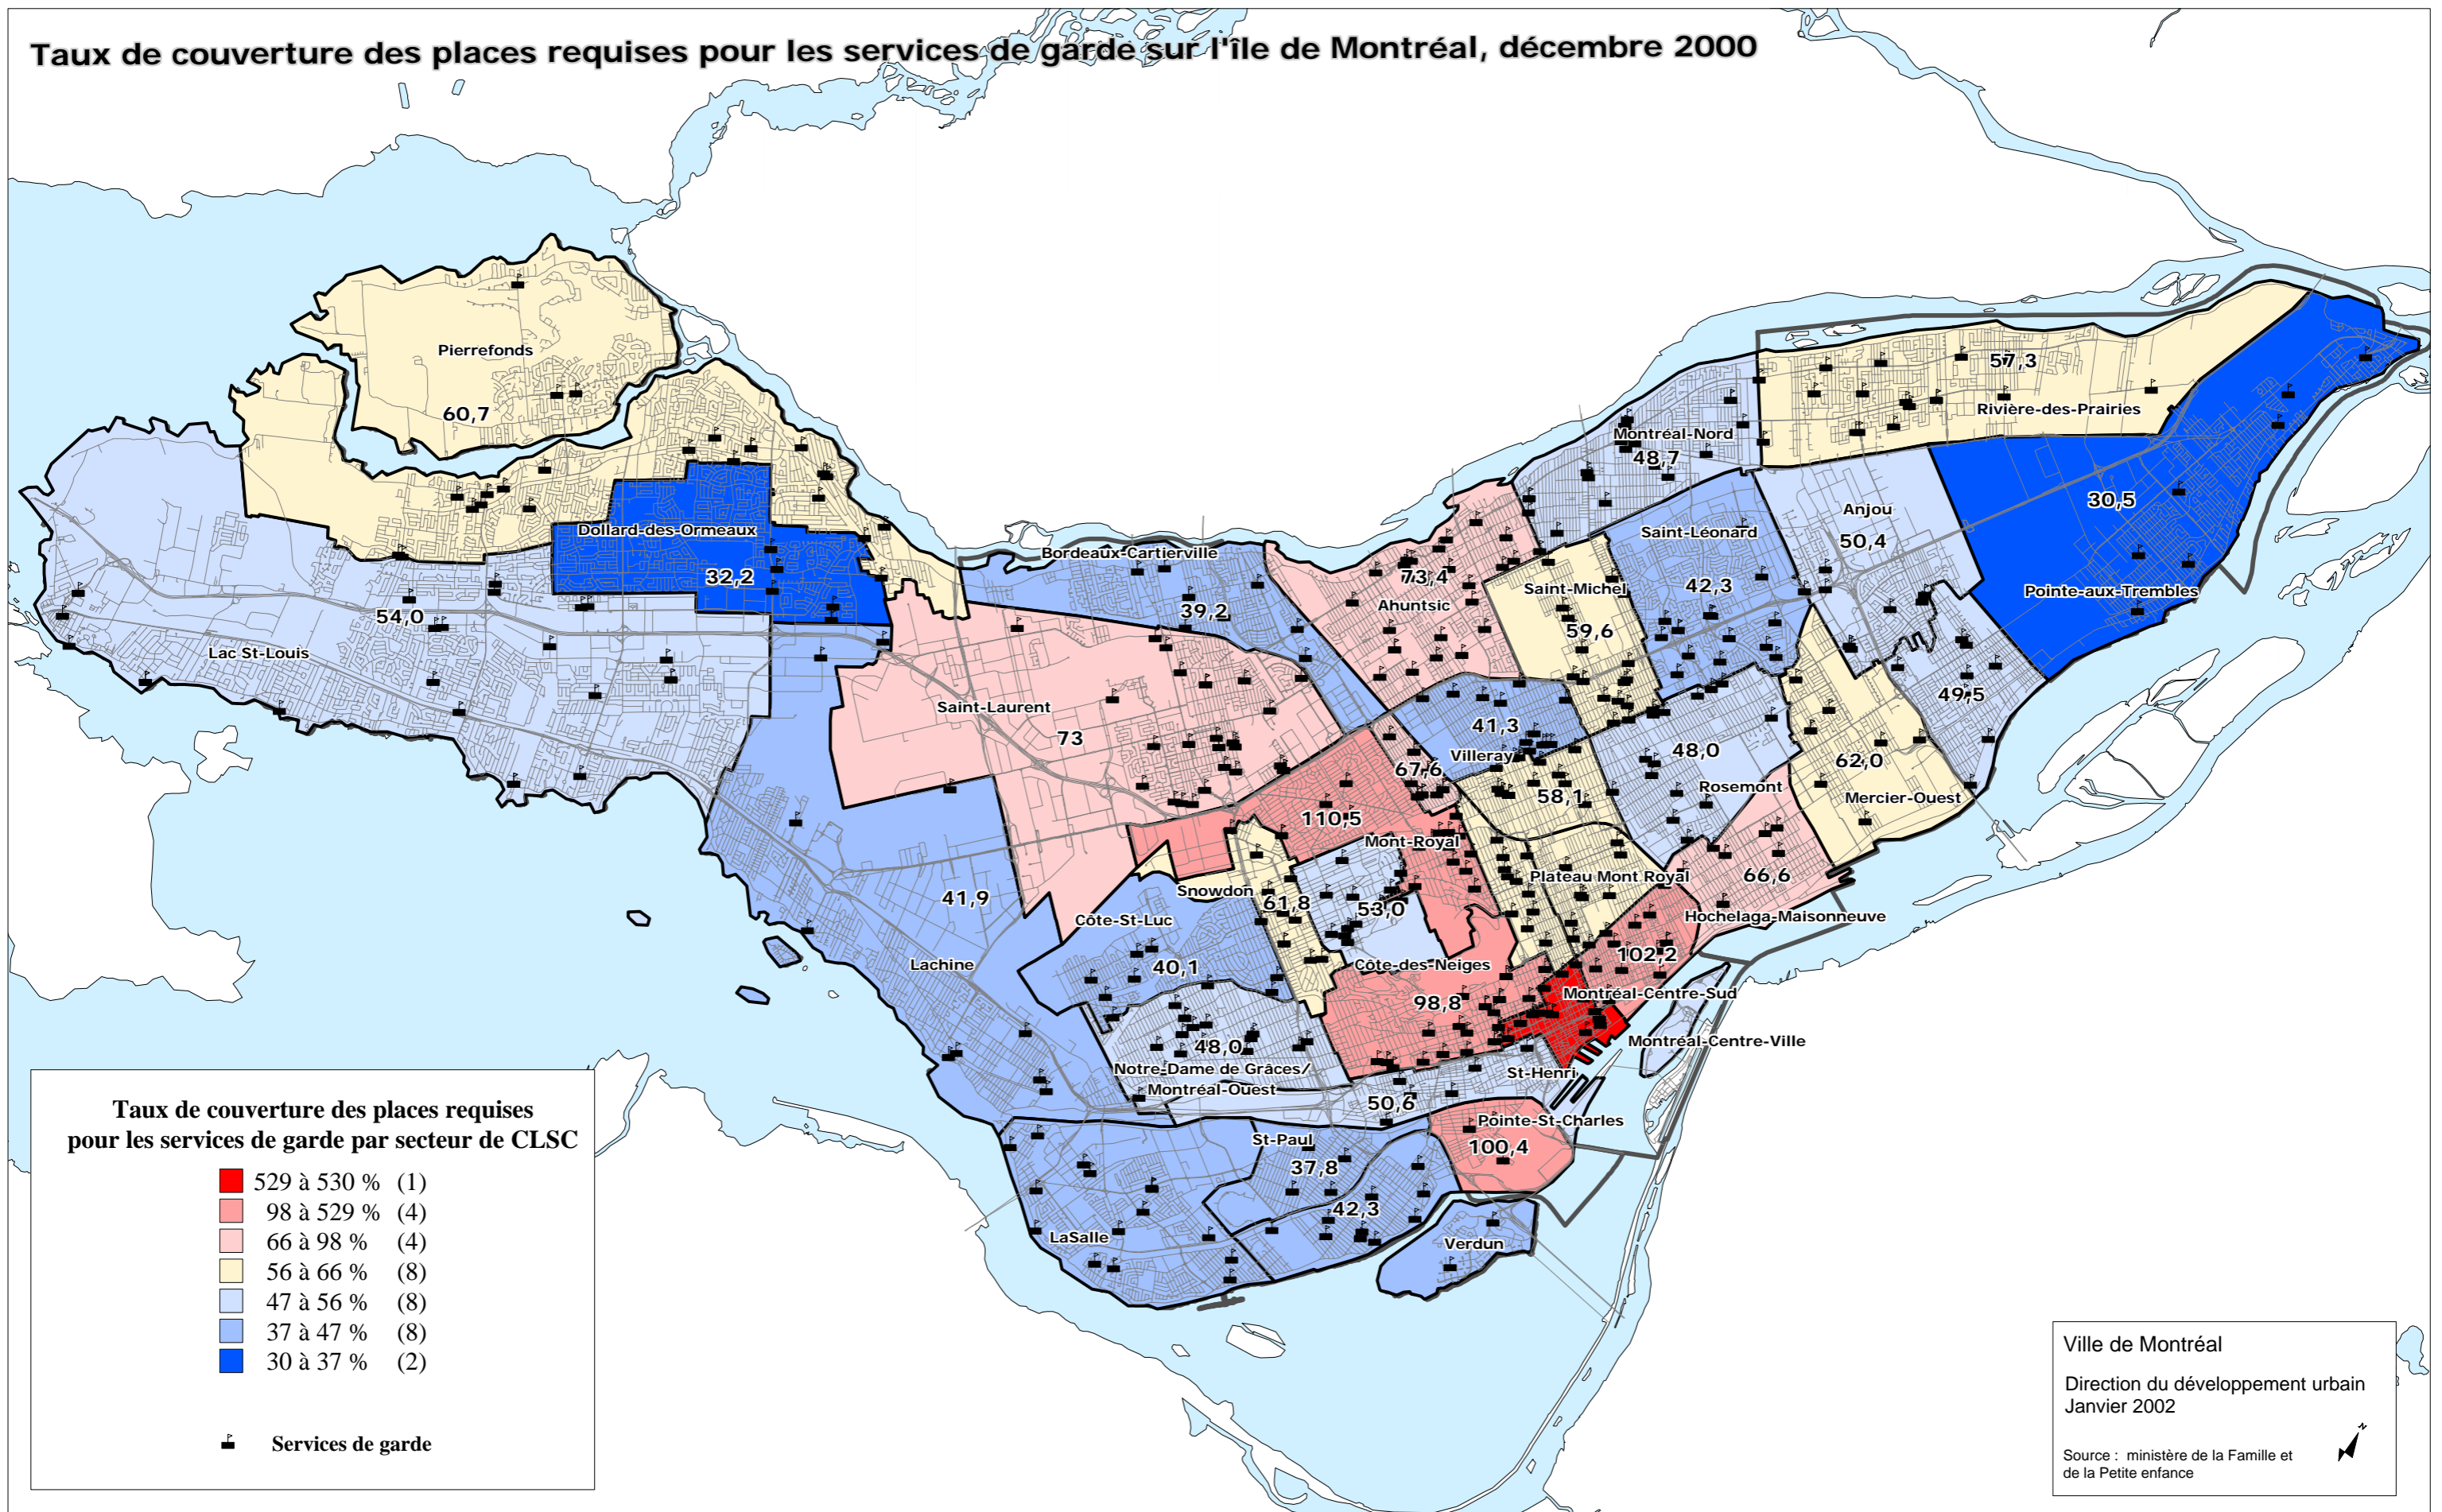 Taux de couverture des places requises pour les services de garde sur l'île de Montréal, décembre 2000
Pierrefonds
60,7
57,3
Rivière-des-Prairies
Montréal-Nord
48,7
30,5
Pointe-aux-Trembles
Anjou
50,4
Saint-Léonard
42,3
Dollard-des-Ormeaux
32,2
Bordeaux-Cartierville
39,2
73,4
Ahuntsic
Saint-Michel
59,6
54,0
Lac St-Louis
49,5
Saint-Laurent
73
41,3
Villeray
67,6
48,0
Rosemont
62,0
Mercier-Ouest
58,1
110,5
Mont-Royal
Plateau Mont Royal
66,6
Hochelaga-Maisonneuve
Snowdon
61,8
53,0
41,9
Lachine
Côte-St-Luc
40,1
Côte-des Neiges
98,8
102,2
Montréal-Centre-Sud
Montréal-Centre-Ville
48,0
Notre-Dame de Grâces/
Montréal-Ouest
St-Henri
50,6
Pointe-St-Charles
100,4
St-Paul
37,8
42,3
LaSalle
Verdun
Taux de couverture des places requises
pour les services de garde par secteur de CLSC
529 à 530 % (1)
98 à 529 % (4)
66 à 98 % (4)
56 à 66 % (8)
47 à 56 % (8)
37 à 47 % (8)
30 à 37 % (2)
Services de garde
Ville de Montréal
Direction du développement urbain
Janvier 2002
N
Source : ministère de la Famille et
de la Petite enfance